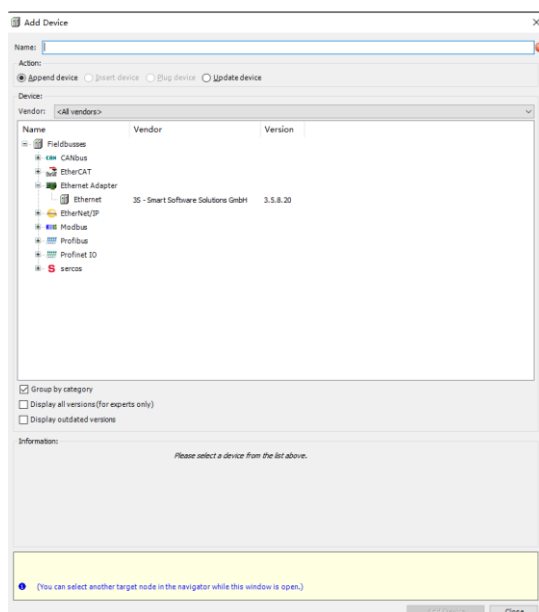 Add Device
Name:
Action:
Append device Insert device Plug device Update device
Device:
Vendor: <All vendors>
Name Vendor Version
Fieldbusses
CAN CANbus
EtherCAT
Ethernet Adapter
Ethernet 3S - Smart Software Solutions GmbH 3.5.8.20
EtherNet/IP
Modbus
Profibus
Profinet IO
S sercos
Group by category
Display all versions(for experts only)
Display outdated versions
Information:
Please select a device from the list above.
(You can select another target node in the navigator while this window is open.)
Add Device Close